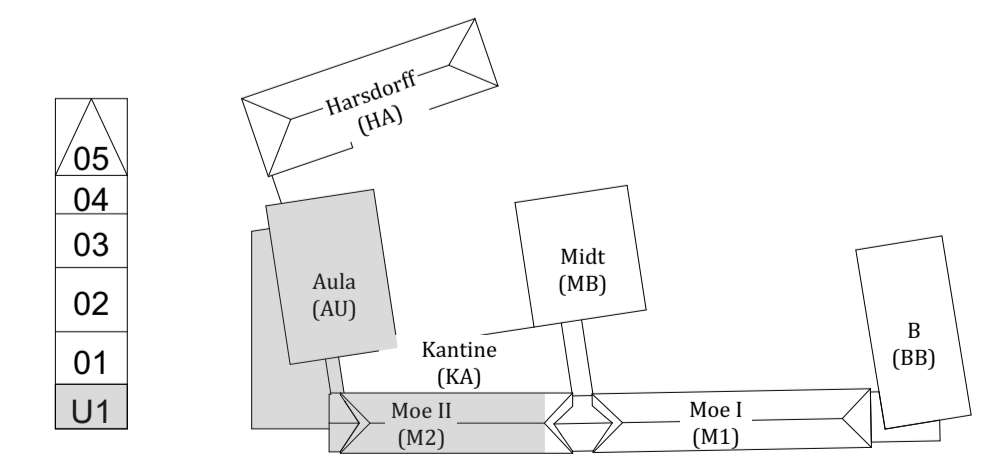 05
04
03
02
01
U1
Harsdorff
(HA)
Aula
(AU)
Midt
(MB)
B
(BB)
Kantine
(KA)
Moe II
(M2)
Moe I
(M1)